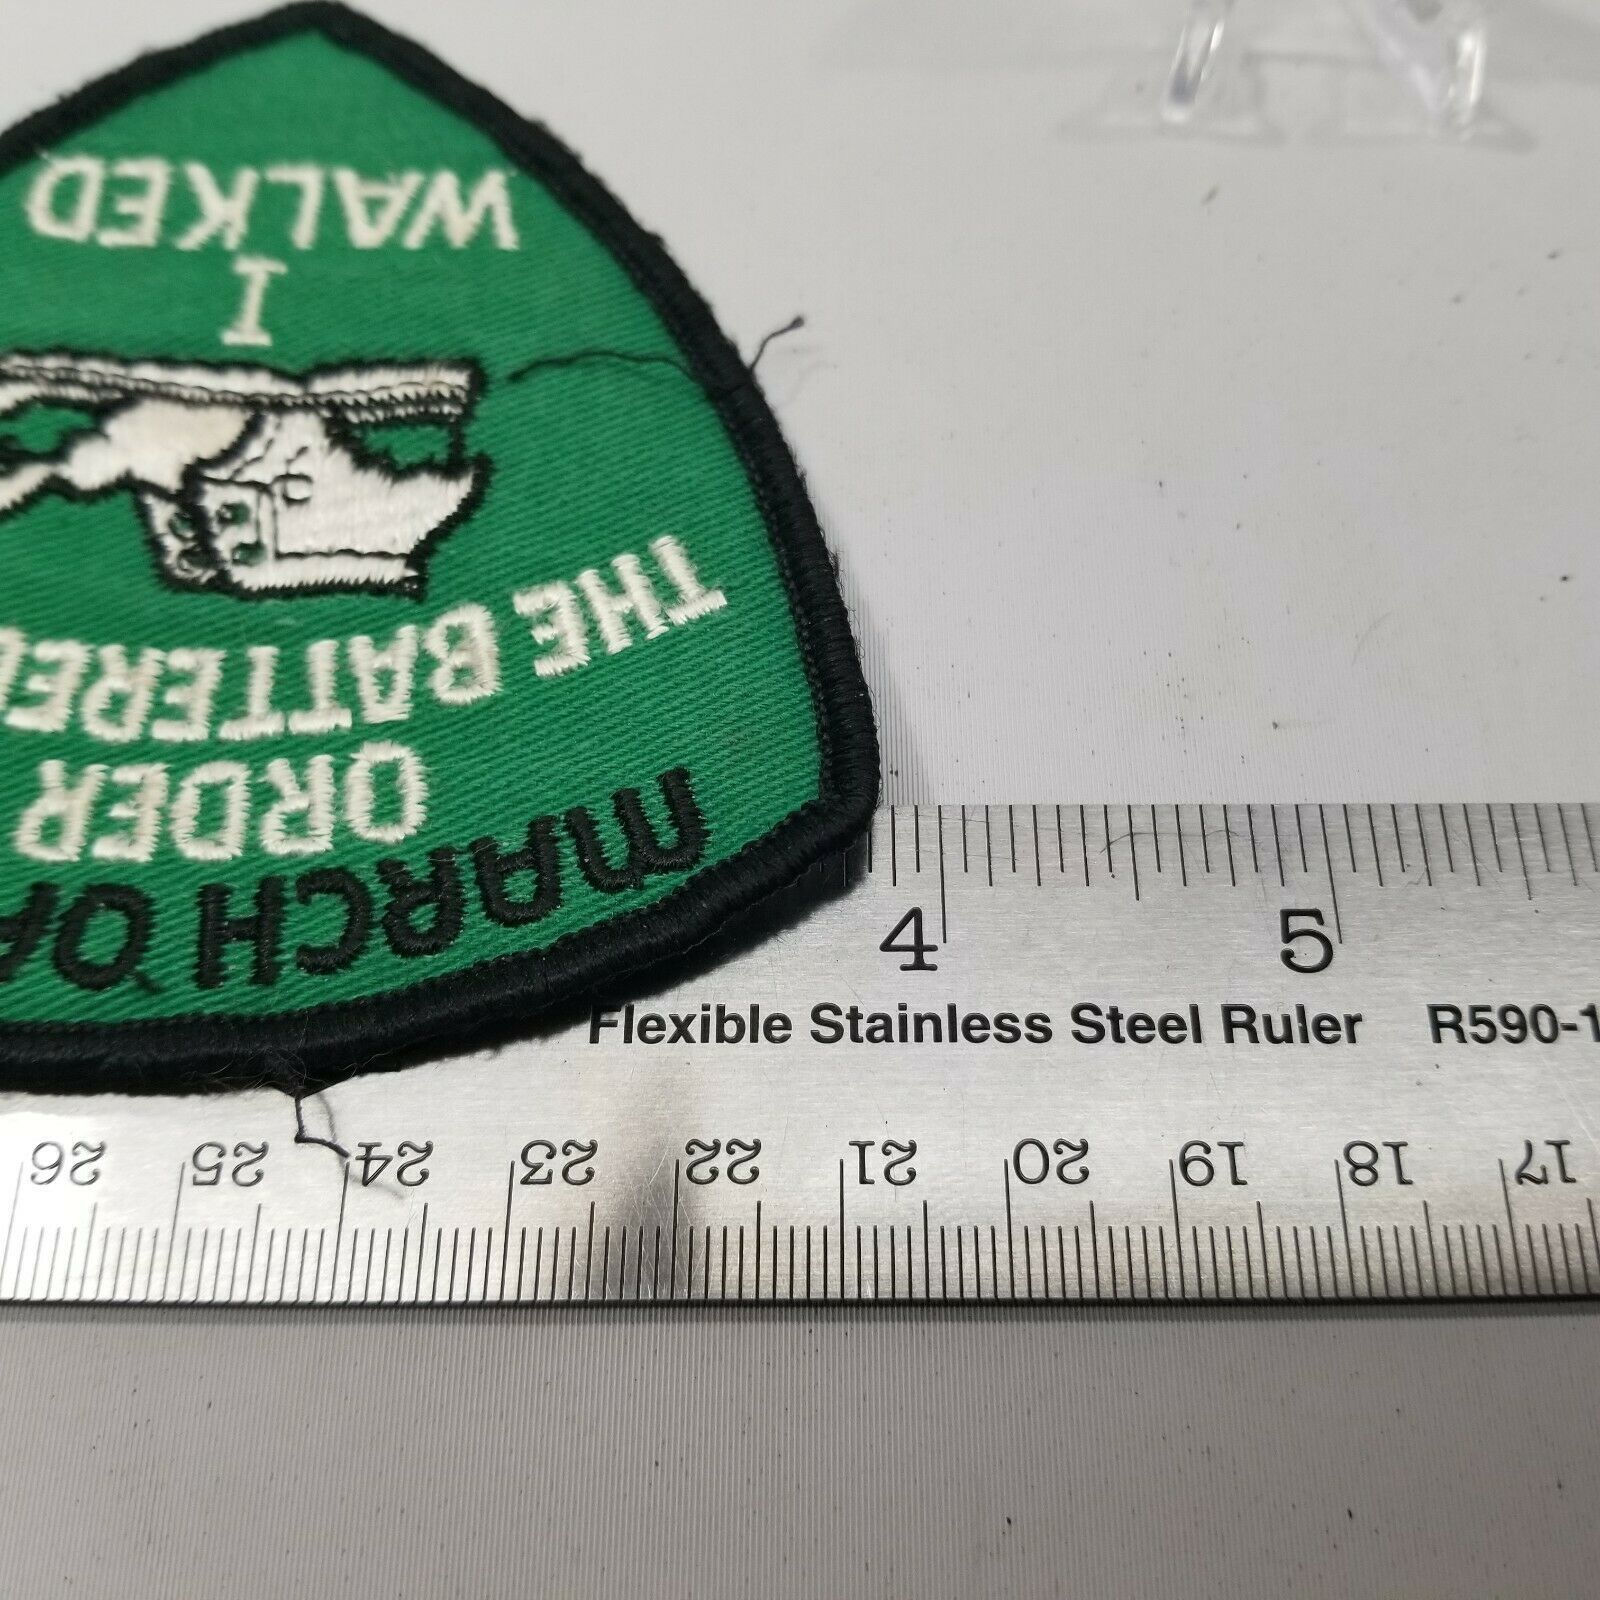 MARCH OF
ORDER
THE BATTERED
I
WALKED
4 5
Flexible Stainless Steel Ruler R590-1
26 25 24 23 22 21 20 19 18 17